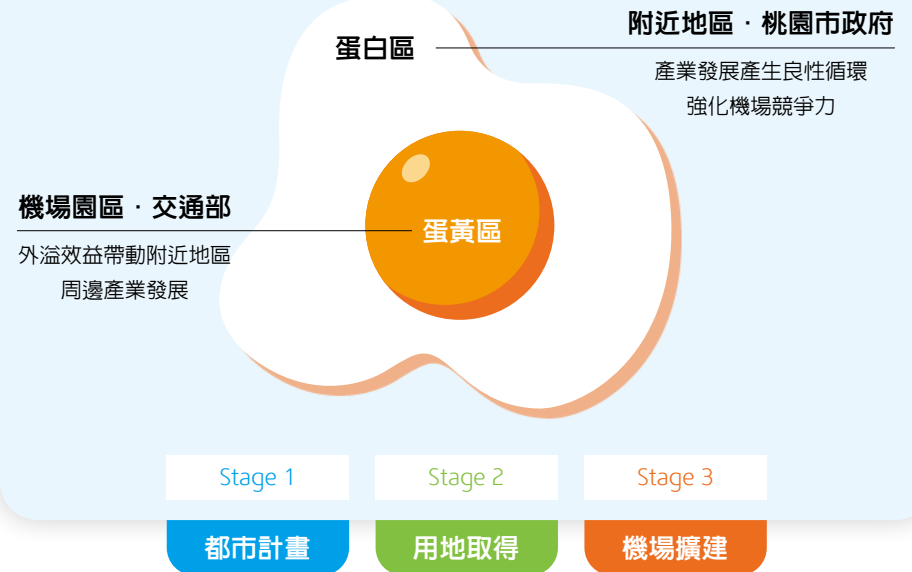 附近地區・桃園市政府
產業發展產生良性循環
強化機場競爭力
蛋白區
機場園區・交通部
外溢效益帶動附近地區
周邊產業發展
蛋黃區
Stage 1
都市計畫
Stage 2
用地取得
Stage 3
機場擴建